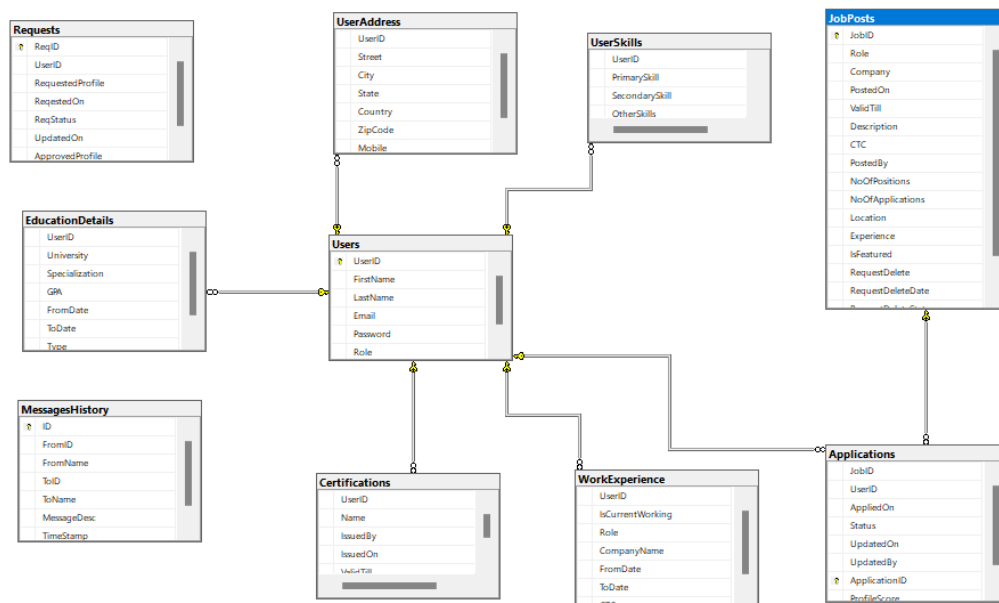 Requests
ReqID
UserID
RequestedProfile
ReqestedOn
ReqStatus
UpdatedOn
ApprovedProfile
UserAddress
UserID
Street
City
State
Country
ZipCode
Mobile
UserSkills
UserID
PrimarySkill
SecondarySkill
OtherSkills
JobPosts
JobID
Role
Company
PostedOn
ValidTill
Description
CTC
PostedBy
NoOfPositions
NoOfApplications
Location
Experience
IsFeatured
RequestDelete
RequestDeleteDate
EducationDetails
UserID
University
Specialization
GPA
FromDate
ToDate
Type
Users
UserID
FirstName
LastName
Email
Password
Role
MessagesHistory
ID
FromID
FromName
ToID
ToName
MessageDesc
TimeStamp
Certifications
UserID
Name
IssuedBy
IssuedOn
ValidTill
WorkExperience
UserID
IsCurrentWorking
Role
CompanyName
FromDate
ToDate
Applications
JobID
UserID
AppliedOn
Status
UpdatedOn
UpdatedBy
ApplicationID
ProfileScore